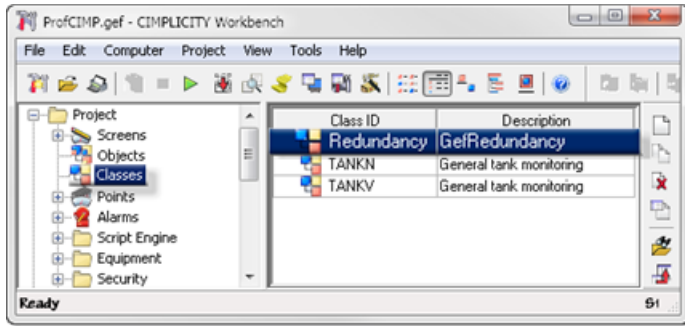 ProfCIMP.gef - CIMPLICITY Workbench
File Edit Computer Project View Tools Help
Project
Screens
Objects
Classes
Points
Alarms
Script Engine
Equipment
Security
Class ID Description
Redundancy GefRedundancy
TANKN General tank monitoring
TANKV General tank monitoring
Ready